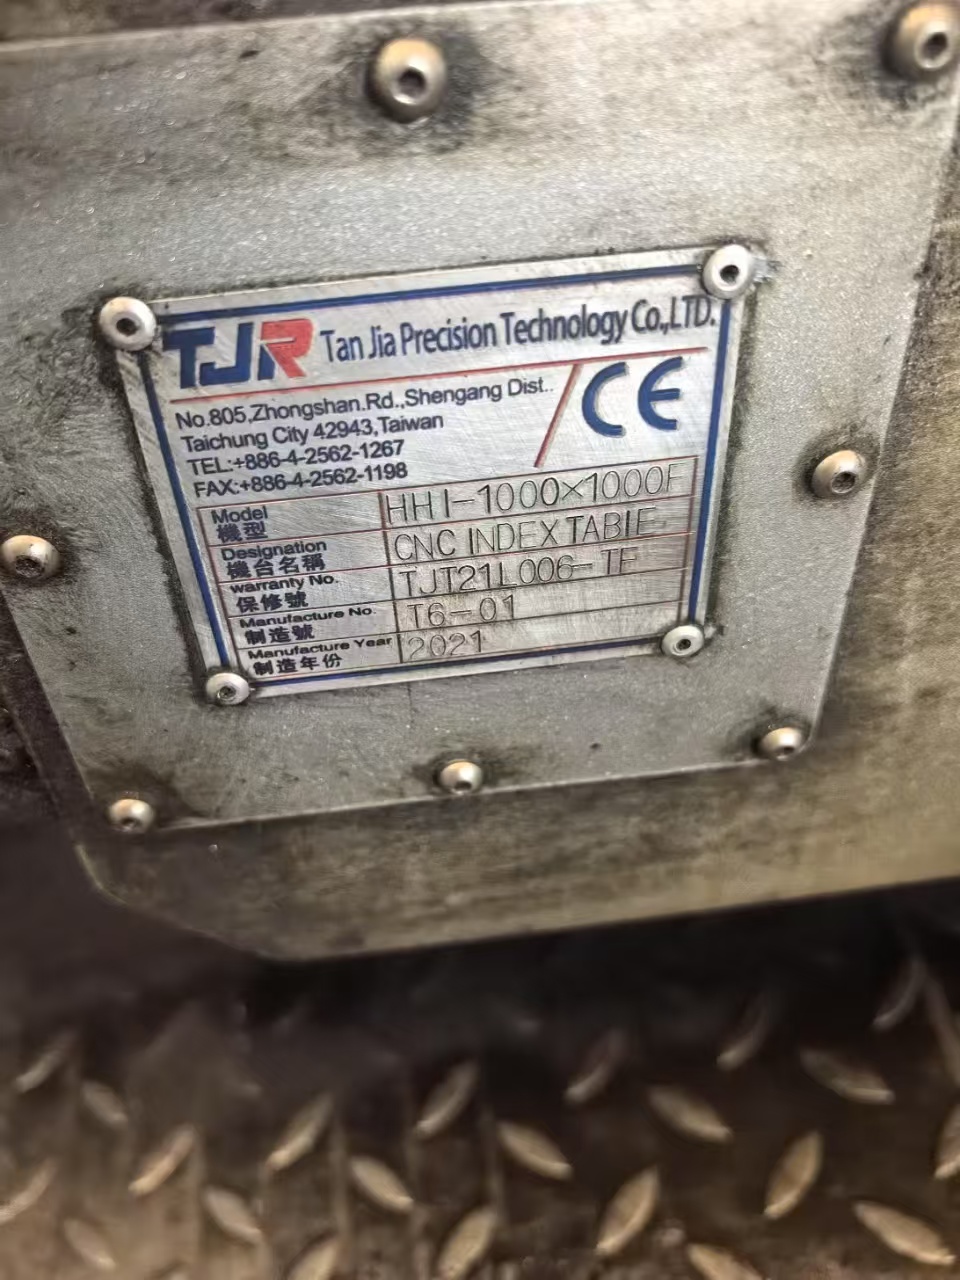 TJR Tan Jia Precision Technology Co.,LTD.
CE
No.805,Zhongshan.Rd.,Shengang Dist..
Taichung City 42943,Taiwan
TEL:+886-4-2562-1267
FAX:+886-4-2562-1198
Model HHI-1000×1000F
機型
Designation CNC INDEX TABLE
機台名稱
warranty No. TJT21L006-TF
保修號
Manufacture No. T6-01
制造號
Manufacture Year 2021
制造年份